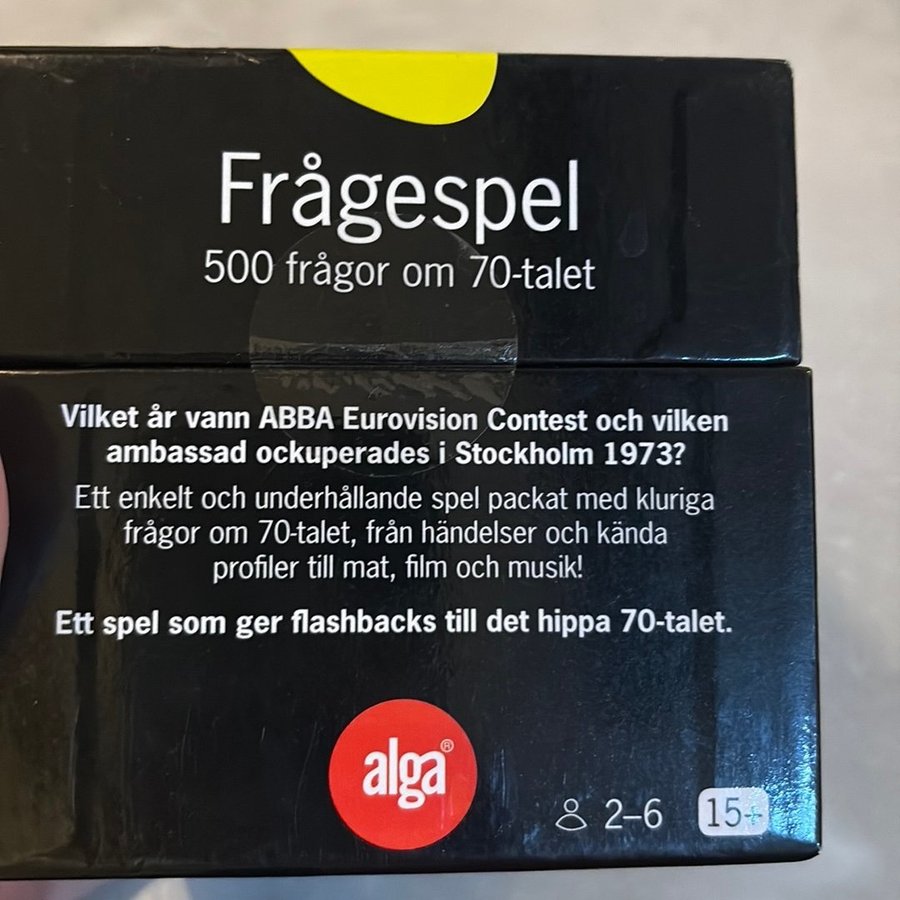 Frågespel
500 frågor om 70-talet
Vilket år vann ABBA Eurovision Contest och vilken
ambassad ockuperades i Stockholm 1973?
Ett enkelt och underhållande spel packat med kluriga
frågor om 70-talet, från händelser och kända
profiler till mat, film och musik!
Ett spel som ger flashbacks till det hippa 70-talet.
alga®
2–6 15+